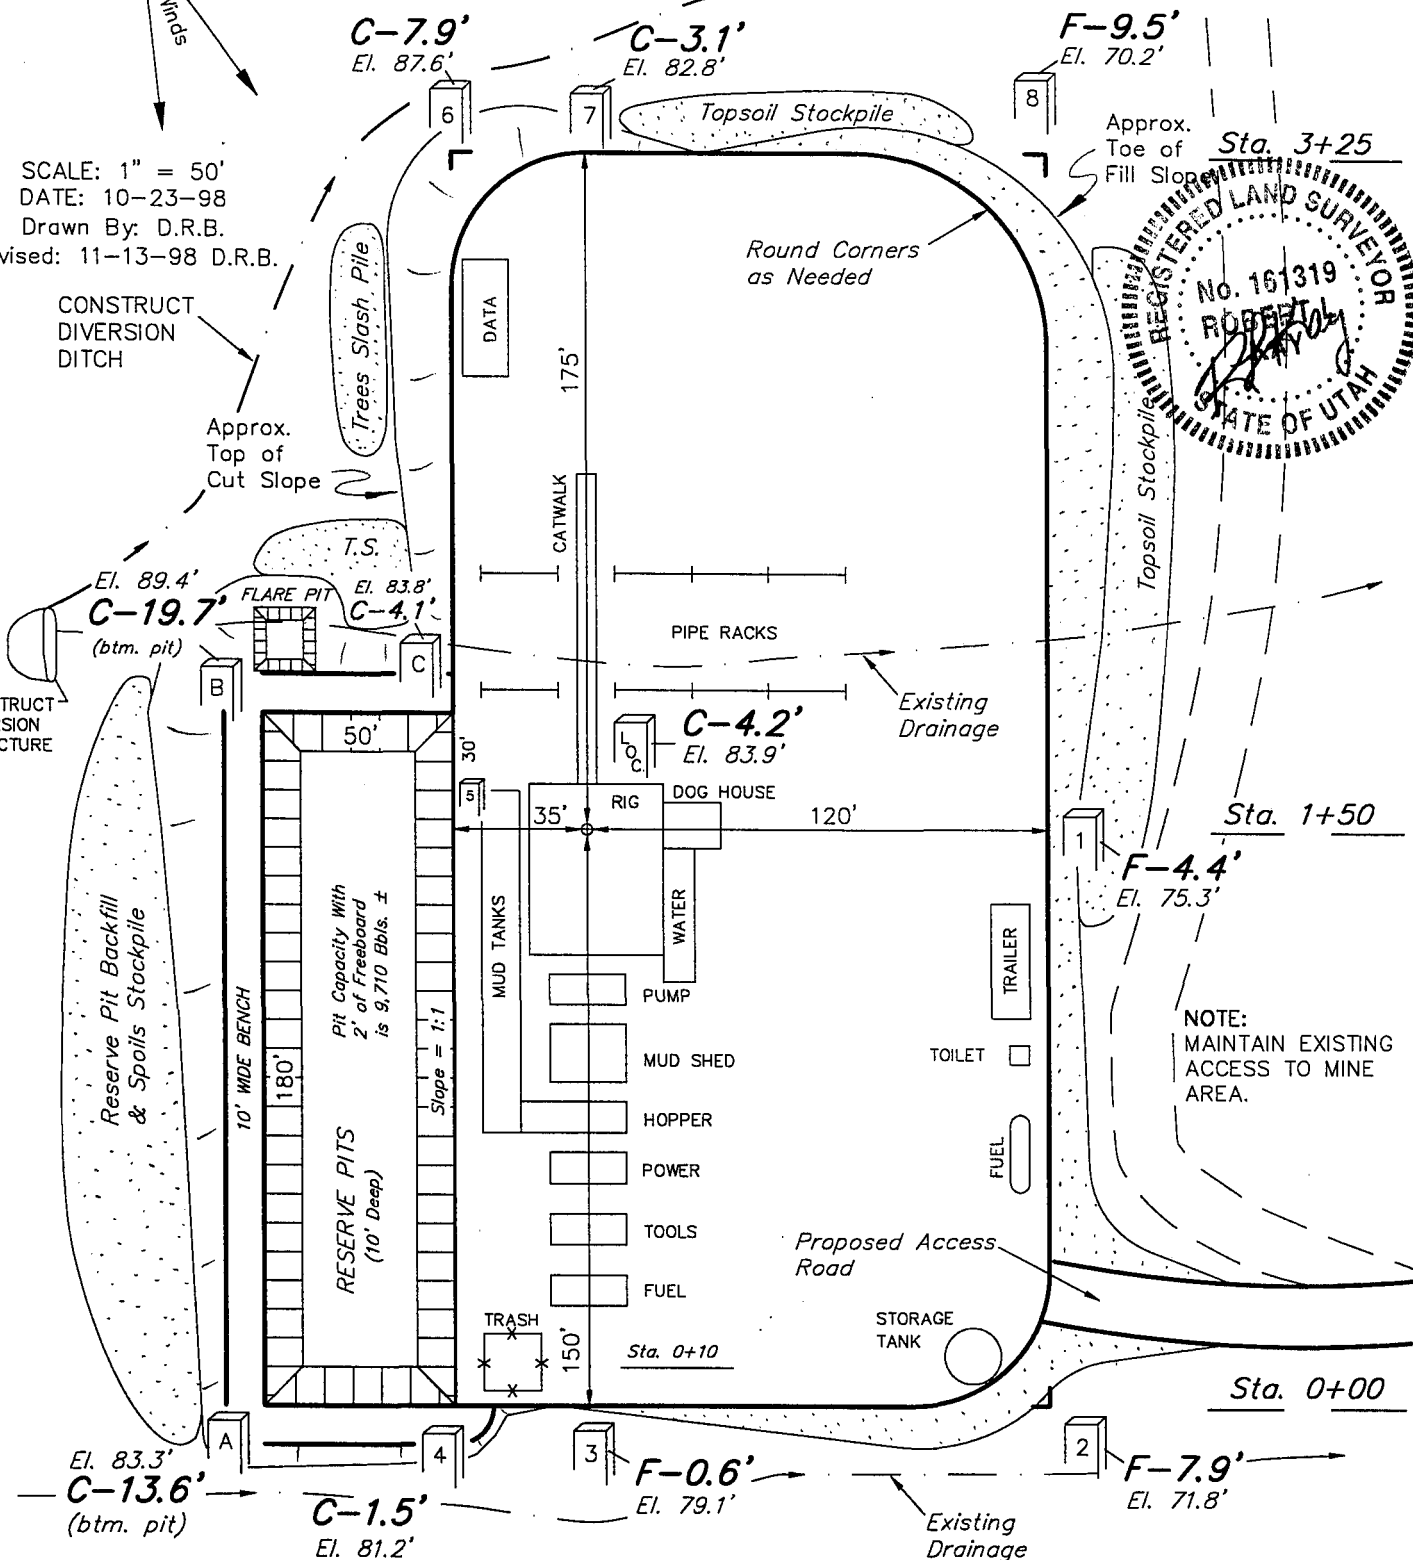 Winds
C-7.9'
El. 87.6'
C-3.1'
El. 82.8'
F-9.5'
El. 70.2'
6
7
8
Topsoil Stockpile
Approx.
Toe of
Fill Slope
Sta. 3+25
SCALE: 1" = 50'
DATE: 10-23-98
Drawn By: D.R.B.
vised: 11-13-98 D.R.B.
REGISTERED LAND SURVEYOR
No. 161319
STATE OF UTAH
Round Corners
as Needed
CONSTRUCT
DIVERSION
DITCH
Trees Slash Pile
DATA
175'
Approx.
Top of
Cut Slope
CATWALK
Topsoil Stockpile
T.S.
El. 89.4'
C-19.7'
(btm. pit)
FLARE PIT
El. 83.8'
C-4.1'
PIPE RACKS
B
C
TRUCT
SION
CTURE
Existing
Drainage
50'
30'
LOC.
C-4.2'
El. 83.9'
5
RIG
DOG HOUSE
35'
120'
Sta. 1+50
1
F-4.4'
El. 75.3'
Reserve Pit Backfill
& Spoils Stockpile
10' WIDE BENCH
Pit Capacity With
2' of Freeboard
is 9,710 Bbls. ±
MUD TANKS
WATER
TRAILER
PUMP
NOTE:
MAINTAIN EXISTING
ACCESS TO MINE
AREA.
180'
Slope = 1:1
MUD SHED
TOILET
HOPPER
RESERVE PITS
(10' Deep)
POWER
FUEL
TOOLS
Proposed Access
Road
FUEL
TRASH
150'
Sta. 0+10
STORAGE
TANK
Sta. 0+00
A
4
3
2
El. 83.3'
C-13.6'
(btm. pit)
C-1.5'
El. 81.2'
F-0.6'
El. 79.1'
F-7.9'
El. 71.8'
Existing
Drainage